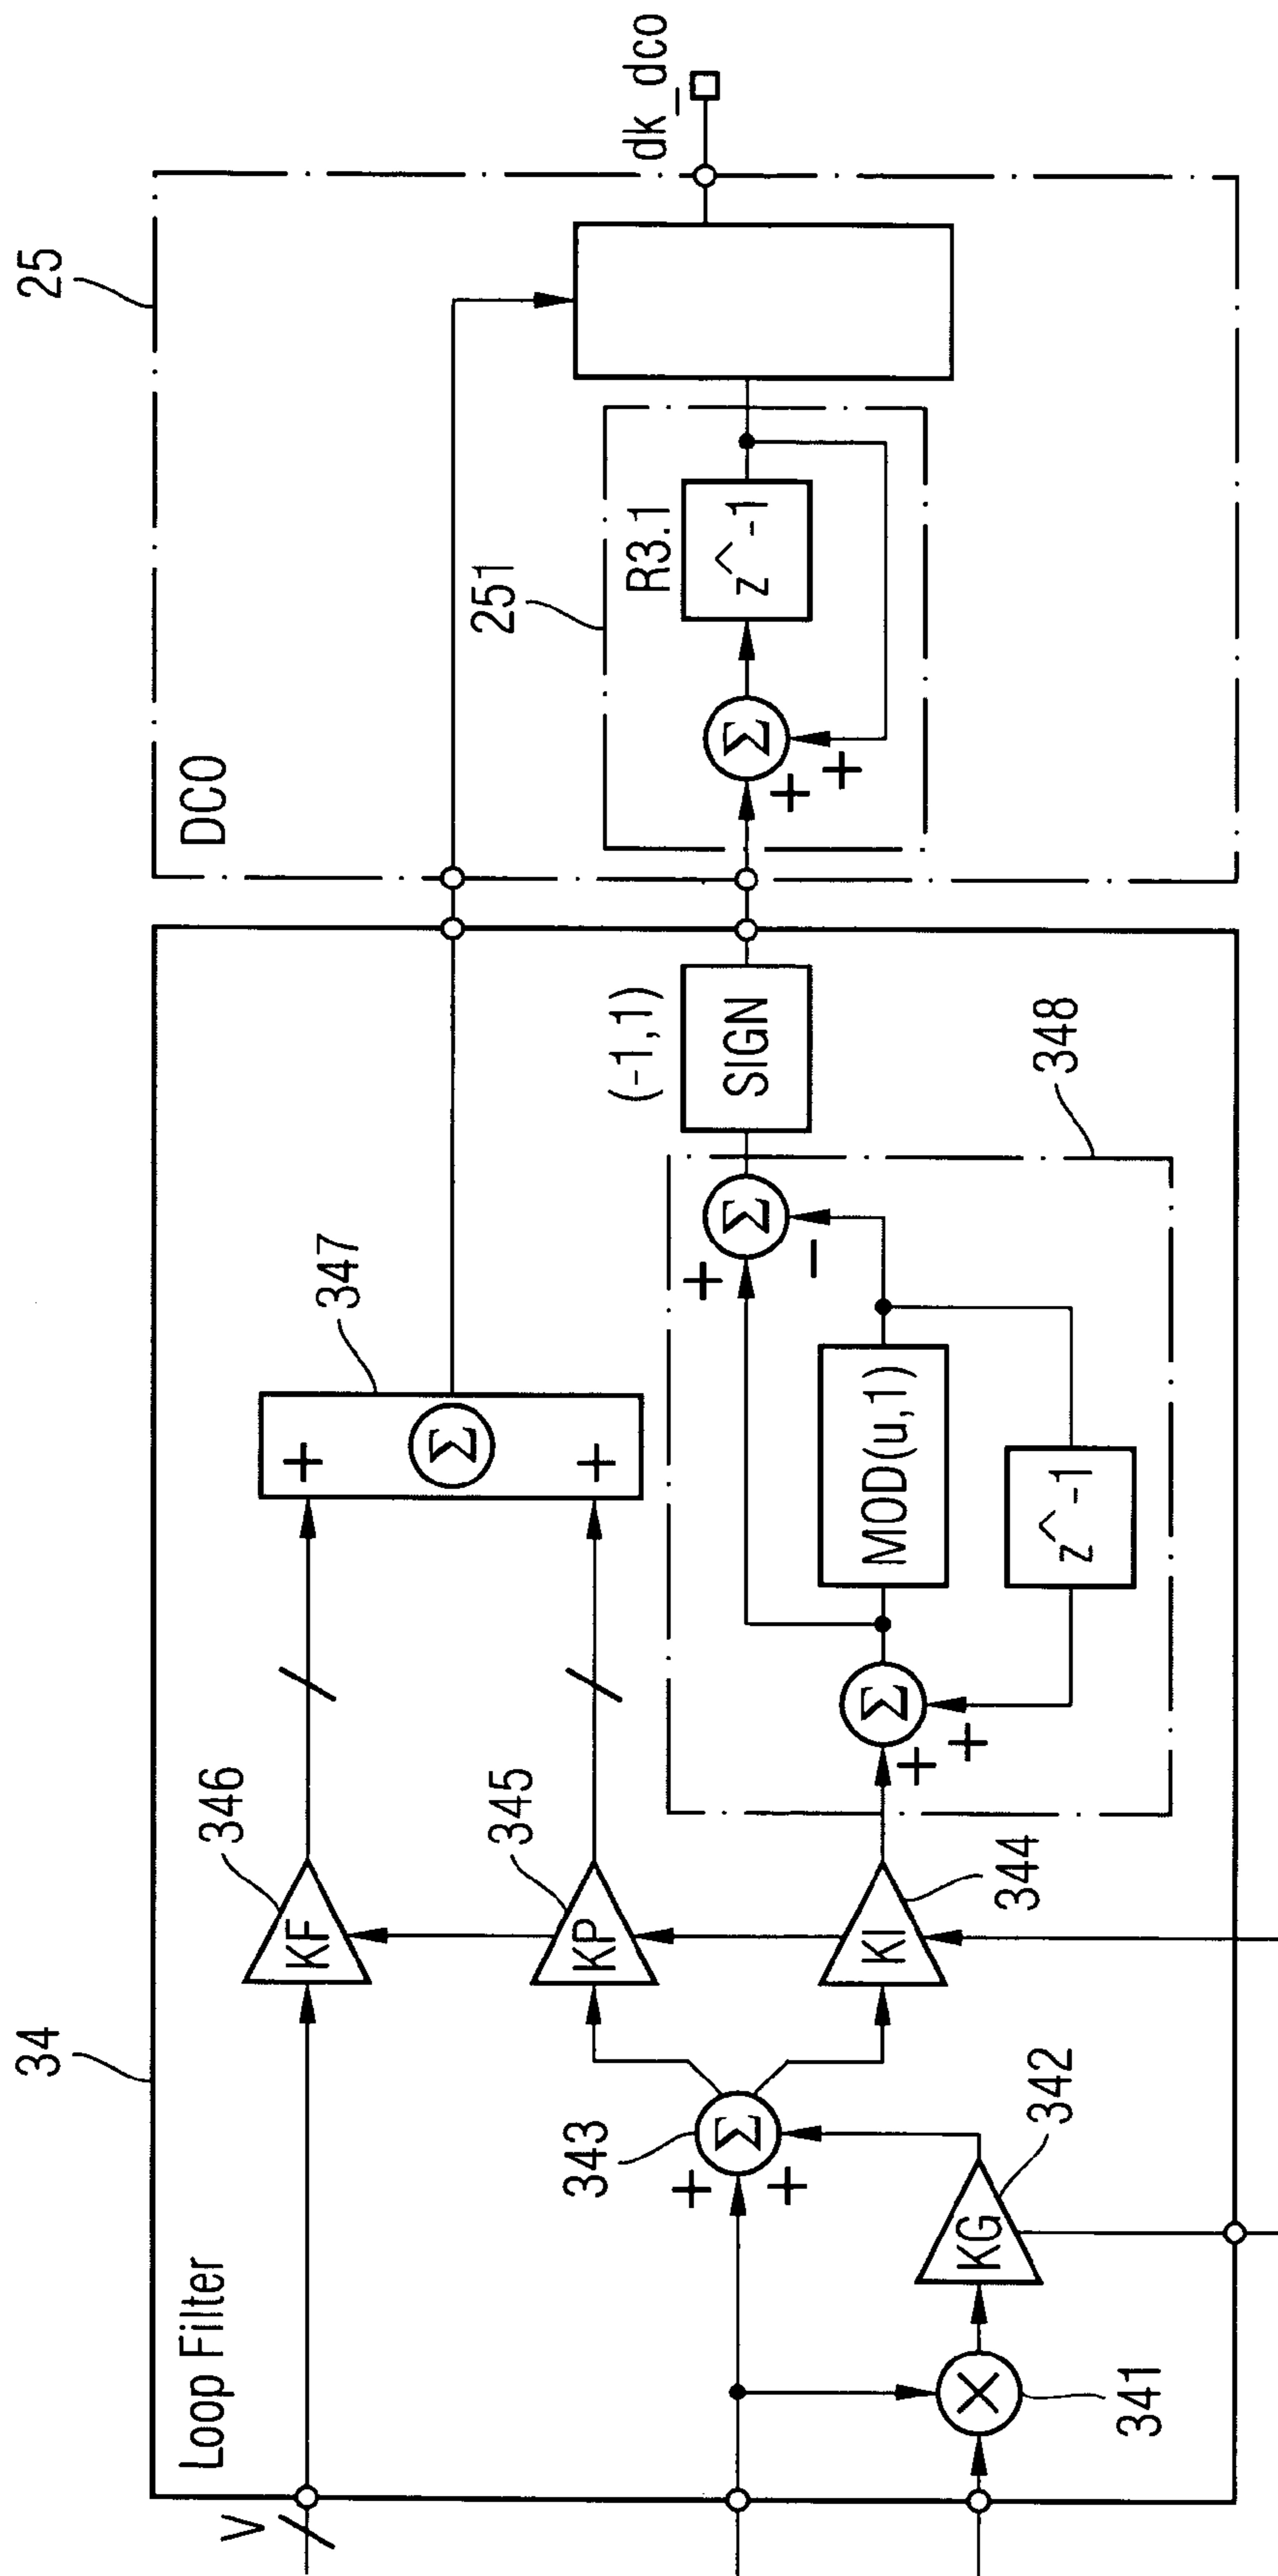 34
25
Loop Filter
DCO
V
dk_dco
346
KF
347
+
Σ
+
345
KP
251
R3.1
z^-1
Σ
+
+
343
Σ
+
+
(-1,1)
SIGN
348
Σ
+
-
344
KI
MOD(u,1)
Σ
+
+
z^-1
342
KG
341
×